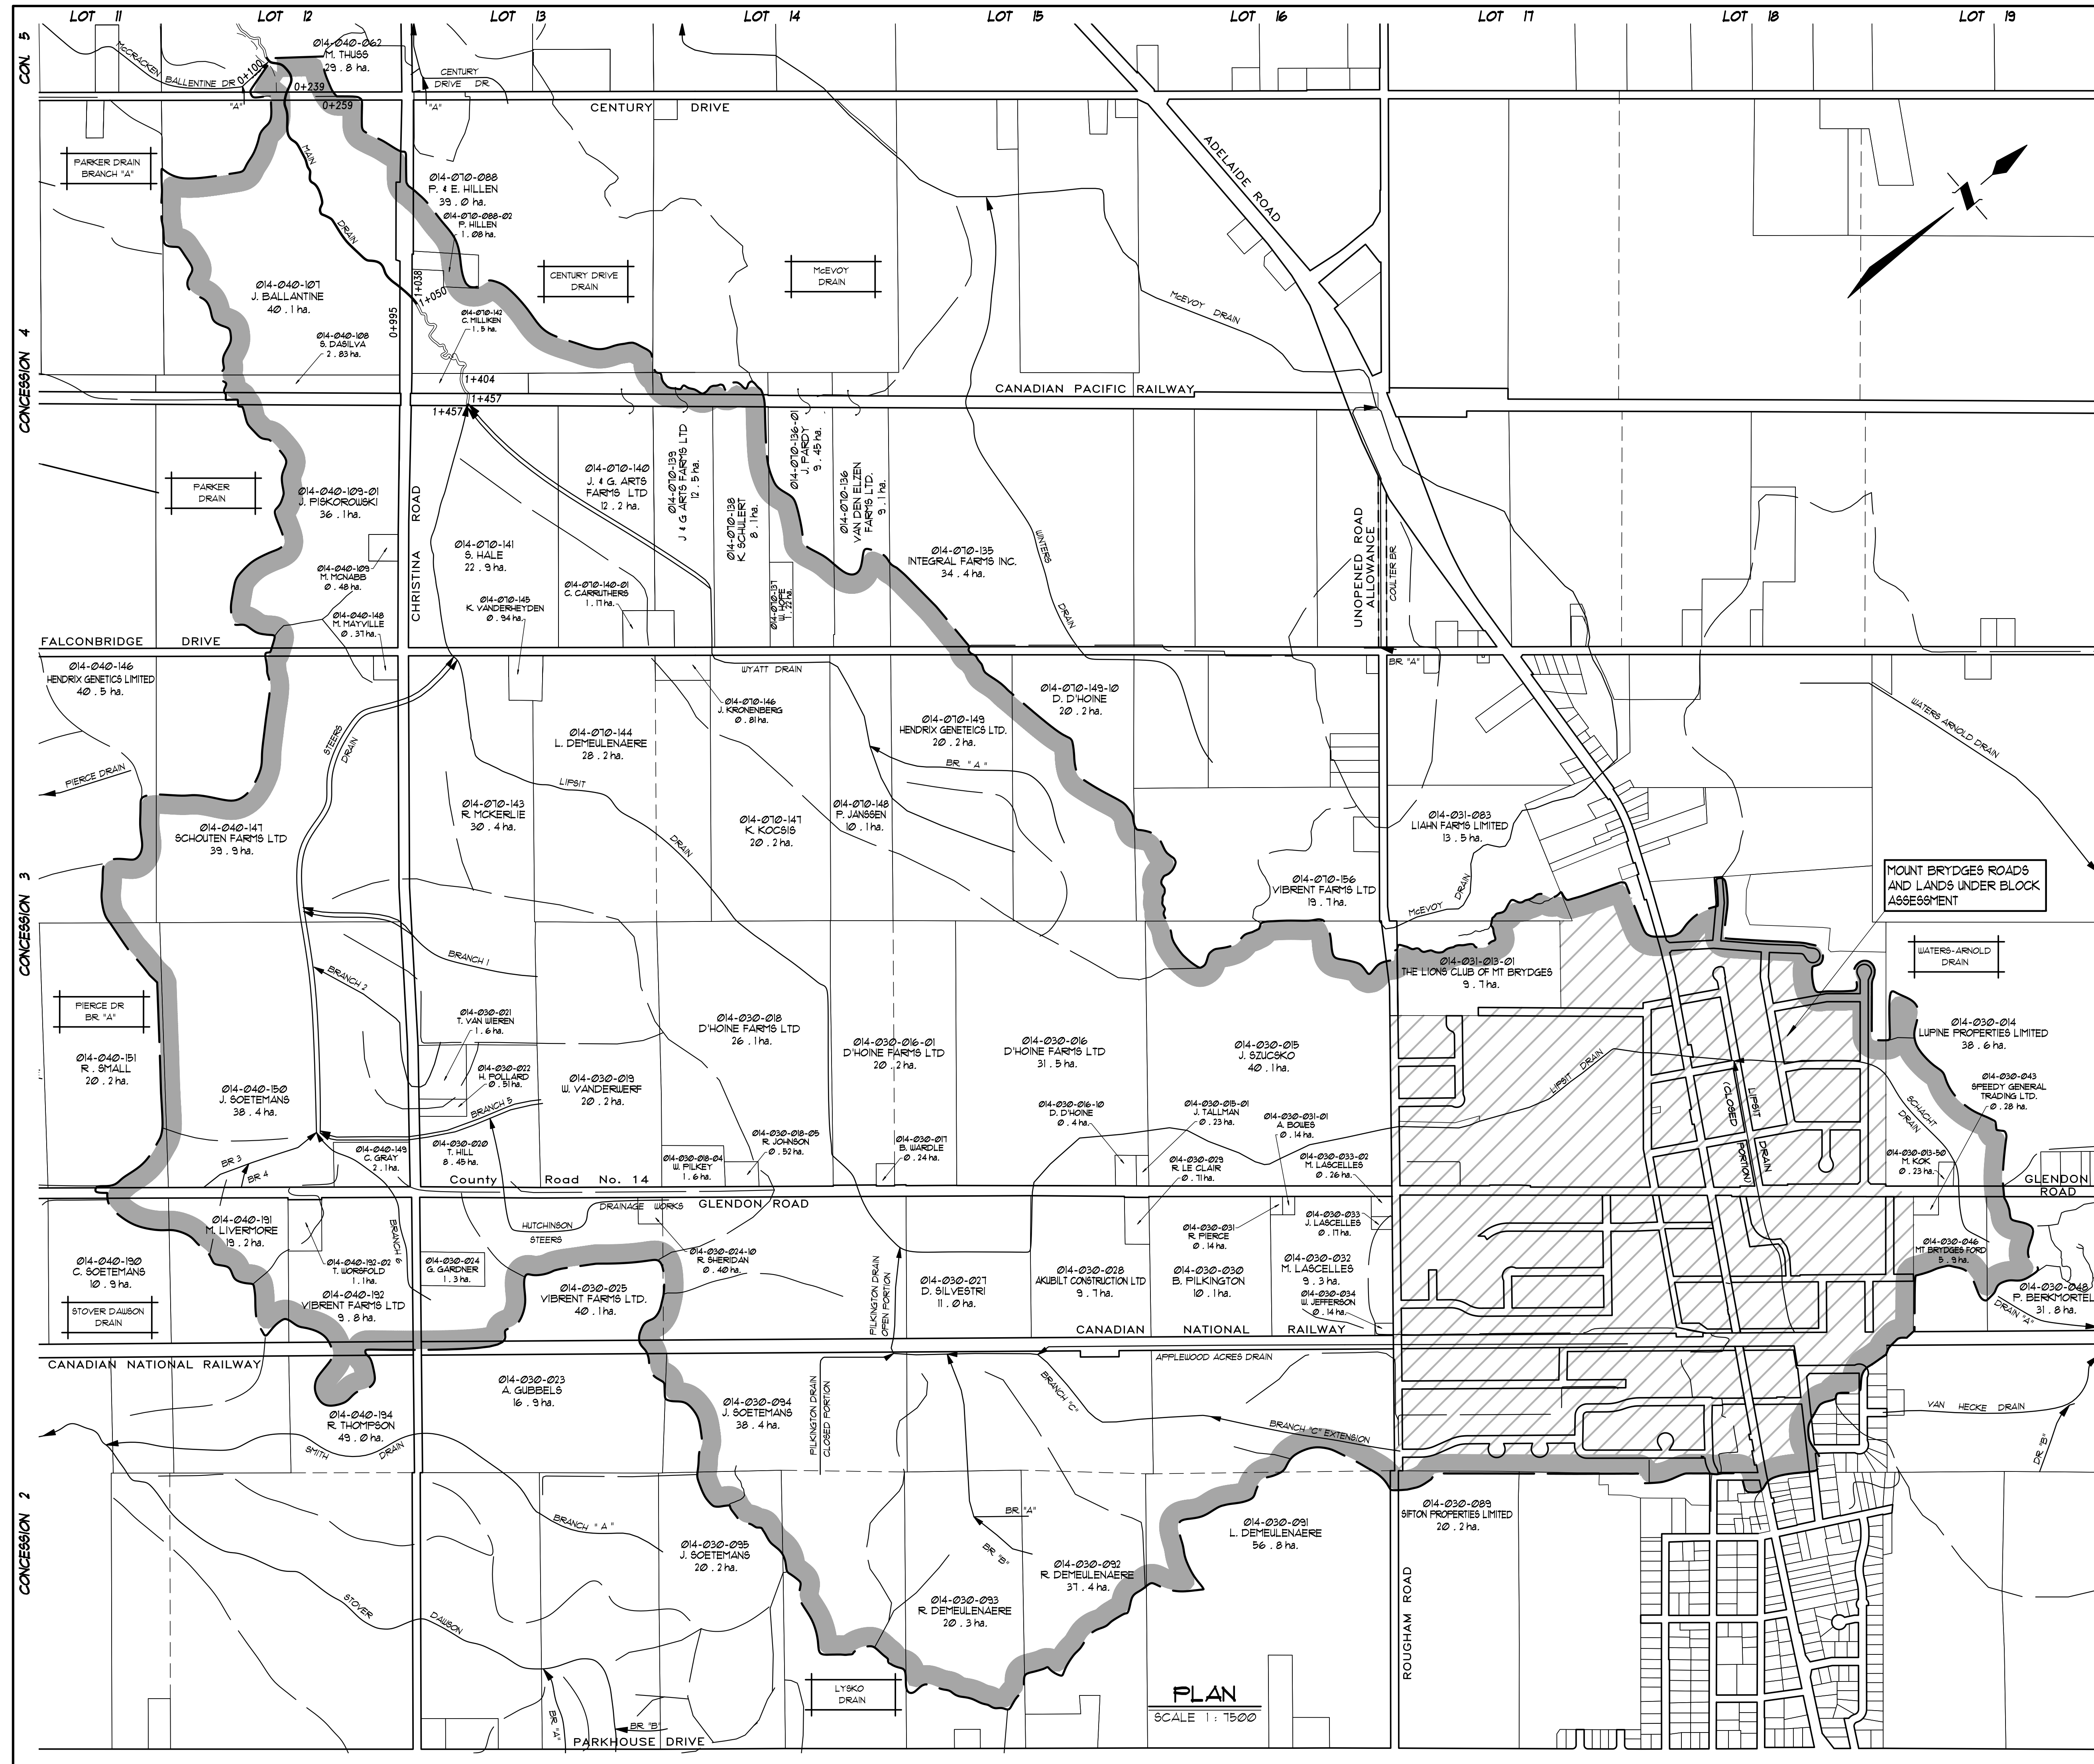 LOT 11
LOT 12
LOT 13
LOT 14
LOT 15
LOT 16
LOT 17
LOT 18
LOT 19
CON. 5
CONCESSION 4
CONCESSION 3
CONCESSION 2
McCRACKEN
BALLENTINE DR
0+100
014-040-062
M. THUSS
29.8 ha.
0+239
0+259
"A"
CENTURY
DRIVE DR.
"A"
CENTURY DRIVE
ADELAIDE ROAD
PARKER DRAIN
BRANCH "A"
MAIN
DRAIN
014-070-088
P. & E. HILLEN
39.0 ha.
014-070-088-02
P. HILLEN
1.08 ha.
CENTURY DRIVE
DRAIN
McEVOY
DRAIN
McEVOY DRAIN
014-040-107
J. BALLANTINE
40.1 ha.
014-040-108
S. DASILVA
2.83 ha.
0+995
1+038
1+050
014-070-142
C. MILLIKEN
1.5 ha.
1+404
1+457
1+457
CANADIAN PACIFIC RAILWAY
PARKER
DRAIN
014-040-109-01
J. PISKOROWSKI
36.1 ha.
CHRISTINA ROAD
014-070-140
J. & G. ARTS
FARMS LTD
12.2 ha.
014-070-139
J & G ARTS FARMS LTD
12.5 ha.
014-070-138
K. SCHULERT
8.1 ha.
014-070-136-01
J. PARDY
9.45 ha.
014-070-136
VAN DEN ELZEN
FARMS LTD.
9.1 ha.
014-070-141
S. HALE
22.9 ha.
014-070-135
INTEGRAL FARMS INC.
34.4 ha.
WINTERS
DRAIN
UNOPENED ROAD
ALLOWANCE
COULTER BR.
014-040-109
M. MCNABB
0.48 ha.
014-040-148
M. MAYVILLE
0.37 ha.
014-070-145
K. VANDERHEYDEN
0.94 ha.
014-070-140-01
C. CARRUTHERS
1.17 ha.
014-070-137
W. HOPE
1.22 ha.
FALCONBRIDGE DRIVE
014-040-146
HENDRIX GENETICS LIMITED
40.5 ha.
WYATT DRAIN
BR. "A"
014-070-146
J. KRONENBERG
0.81 ha.
014-070-149-10
D. D'HOINE
20.2 ha.
014-070-149
HENDRIX GENETEICS LTD.
20.2 ha.
WATERS ARNOLD DRAIN
STEERS
DRAIN
014-070-144
L. DEMEULENAERE
28.2 ha.
PIERCE DRAIN
LIPSIT
DRAIN
BR. "A"
014-040-147
SCHOUTEN FARMS LTD
39.9 ha.
014-070-143
R. MCKERLIE
30.4 ha.
014-070-147
K. KOCSIS
20.2 ha.
014-070-148
P. JANSSEN
10.1 ha.
014-031-083
LIAHN FARMS LIMITED
13.5 ha.
014-070-156
VIBRENT FARMS LTD
19.7 ha.
McEVOY DRAIN
MOUNT BRYDGES ROADS
AND LANDS UNDER BLOCK
ASSESSMENT
BRANCH 1
BRANCH 2
014-031-013-01
THE LIONS CLUB OF MT BRYDGES
9.7 ha.
WATERS-ARNOLD
DRAIN
PIERCE DR
BR. "A"
014-030-021
T. VAN WIEREN
1.6 ha.
014-030-018
D'HOINE FARMS LTD
26.1 ha.
014-030-016-01
D'HOINE FARMS LTD
20.2 ha.
014-030-016
D'HOINE FARMS LTD
31.5 ha.
014-030-015
J. SZUCSKO
40.1 ha.
014-030-014
LUPINE PROPERTIES LIMITED
38.6 ha.
014-040-151
R. SMALL
20.2 ha.
014-040-150
J. SOETEMANS
38.4 ha.
014-030-022
H. POLLARD
0.51 ha.
014-030-019
W. VANDERWERF
20.2 ha.
BRANCH 5
LIPSIT DRAIN
LIPSIT DRAIN
(CLOSED PORTION)
SCHACHT
DRAIN
014-030-043
SPEEDY GENERAL
TRADING LTD.
0.28 ha.
014-030-016-10
D. D'HOINE
0.4 ha.
014-030-015-01
J. TALLMAN
0.23 ha.
014-030-031-01
A. BOWES
0.14 ha.
BR 3
BR 4
014-040-149
C. GRAY
2.1 ha.
014-030-020
T. HILL
8.45 ha.
014-030-018-04
W. PILKEY
1.6 ha.
014-030-018-05
R. JOHNSON
0.52 ha.
014-030-017
B. WARDLE
0.24 ha.
014-030-029
R. LE CLAIR
0.71 ha.
014-030-033-02
M. LASCELLES
0.26 ha.
014-030-013-50
M. KOK
0.23 ha.
County Road No. 14
GLENDON ROAD
GLENDON
ROAD
014-040-191
M. LIVERMORE
19.2 ha.
BRANCH 6
HUTCHINSON
STEERS
DRAINAGE WORKS
014-030-031
R. PIERCE
0.14 ha.
014-030-033
J. LASCELLES
0.17 ha.
014-040-190
C. SOETEMANS
10.9 ha.
014-040-192-02
T. WORSFOLD
1.1 ha.
014-030-024
G. GARDNER
1.3 ha.
014-030-024-10
R. SHERIDAN
0.40 ha.
014-040-192
VIBRENT FARMS LTD
9.8 ha.
014-030-025
VIBRENT FARMS LTD.
40.1 ha.
PILKINGTON DRAIN
OPEN PORTION
014-030-027
D. SILVESTRI
11.0 ha.
014-030-028
AKUBILT CONSTRUCTION LTD
9.7 ha.
014-030-030
B. PILKINGTON
10.1 ha.
014-030-032
M. LASCELLES
9.3 ha.
014-030-034
W. JEFFERSON
0.14 ha.
014-030-046
MT BRYDGES FORD
5.9 ha.
014-030-048
P. BERKMORTEL
31.8 ha.
DRAIN "A"
STOVER DAWSON
DRAIN
CANADIAN NATIONAL RAILWAY
CANADIAN NATIONAL RAILWAY
APPLEWOOD ACRES DRAIN
014-030-023
A. GUBBELS
16.9 ha.
014-040-194
R. THOMPSON
49.0 ha.
014-030-094
J. SOETEMANS
38.4 ha.
PILKINGTON DRAIN
CLOSED PORTION
BRANCH "C"
BRANCH "C" EXTENSION
VAN HECKE DRAIN
DR. "B"
SMITH DRAIN
BRANCH "A"
BR. "A"
BR. "B"
014-030-095
J. SOETEMANS
20.2 ha.
014-030-091
L. DEMEULENAERE
56.8 ha.
014-030-089
SIFTON PROPERTIES LIMITED
20.2 ha.
014-030-092
R. DEMEULENAERE
37.4 ha.
014-030-093
R. DEMEULENAERE
20.3 ha.
STOVER
DAWSON
ROUGHAM ROAD
LYSKO
DRAIN
PLAN
SCALE 1 : 7500
BR. "A"
BR. "B"
PARKHOUSE DRIVE